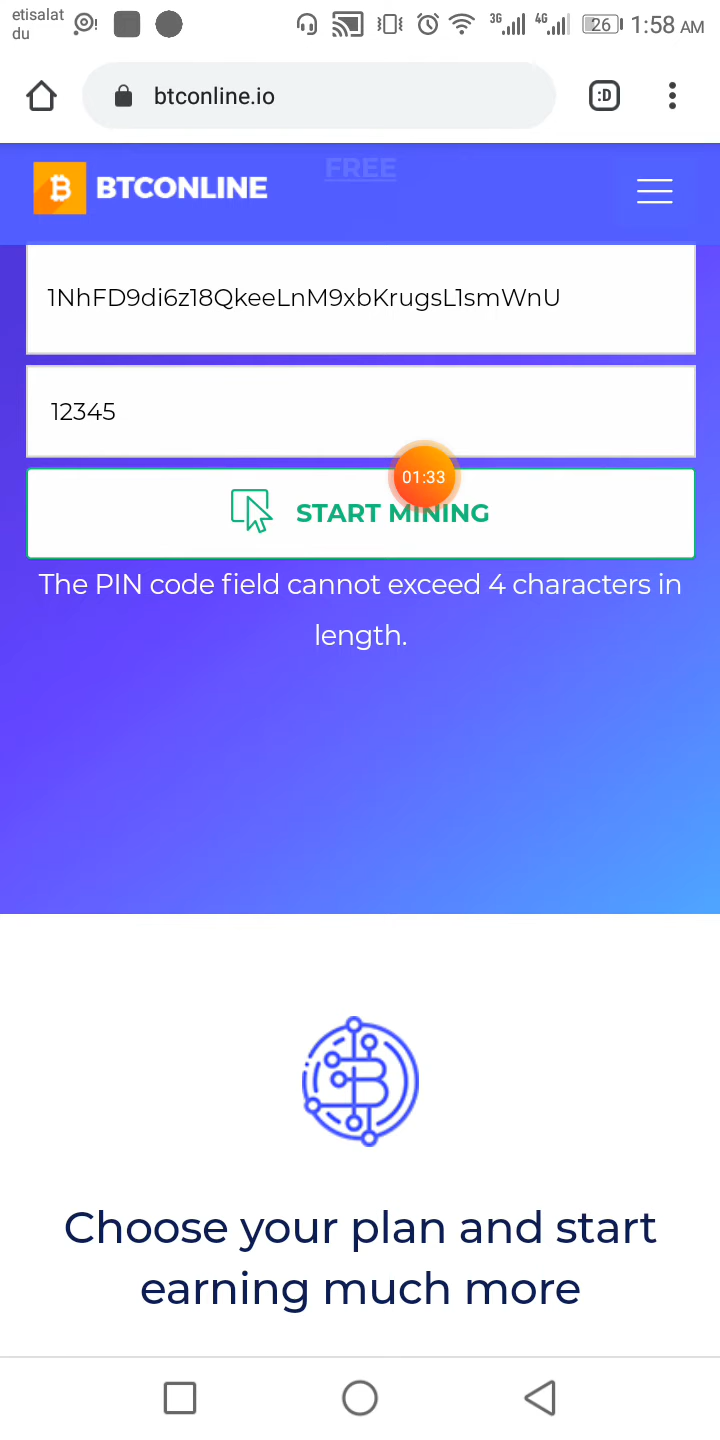 etisalat
du
3G 4G 26 1:58 AM
btconline.io
:D
FREE
BTCONLINE
1NhFD9di6z18QkeeLnM9xbKrugsL1smWnU
12345
01:33
START MINING
The PIN code field cannot exceed 4 characters in
length.
Choose your plan and start
earning much more